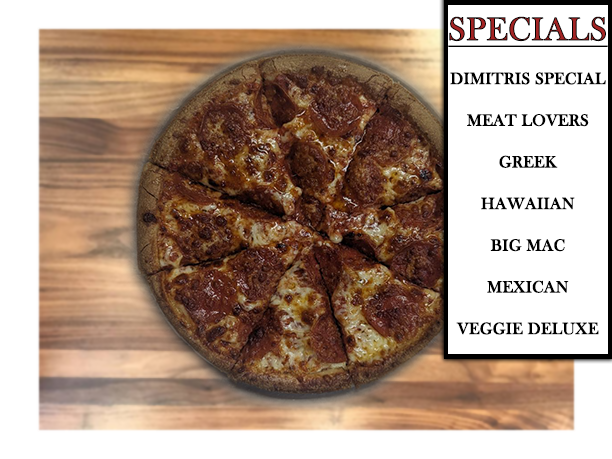 SPECIALS
DIMITRIS SPECIAL
MEAT LOVERS
GREEK
HAWAIIAN
BIG MAC
MEXICAN
VEGGIE DELUXE